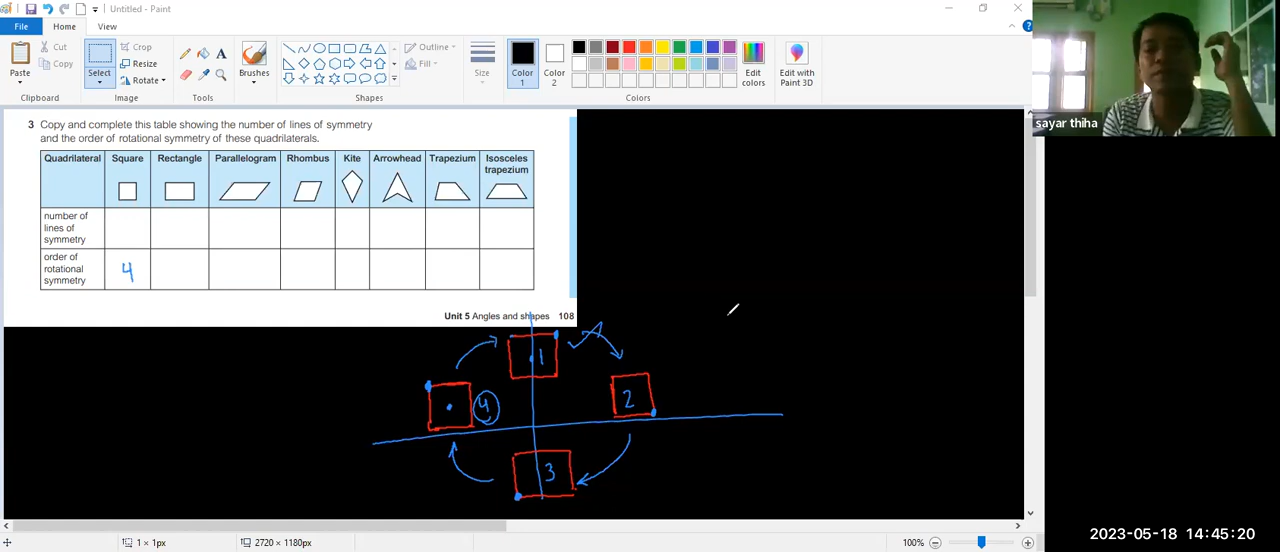 Untitled - Paint
File
Home
View
Paste
Cut
Copy
Clipboard
Select
Crop
Resize
Rotate
Image
Tools
Brushes
Shapes
Outline
Fill
Size
Color 1
Color 2
Edit colors
Colors
Edit with Paint 3D
sayar thiha
3 Copy and complete this table showing the number of lines of symmetry
and the order of rotational symmetry of these quadrilaterals.
Quadrilateral Square Rectangle Parallelogram Rhombus Kite Arrowhead Trapezium Isosceles trapezium
number of lines of symmetry
order of rotational symmetry 4
Unit 5 Angles and shapes 108
1
4
2
3
1 × 1px
2720 × 1180px
100%
2023-05-18 14:45:20